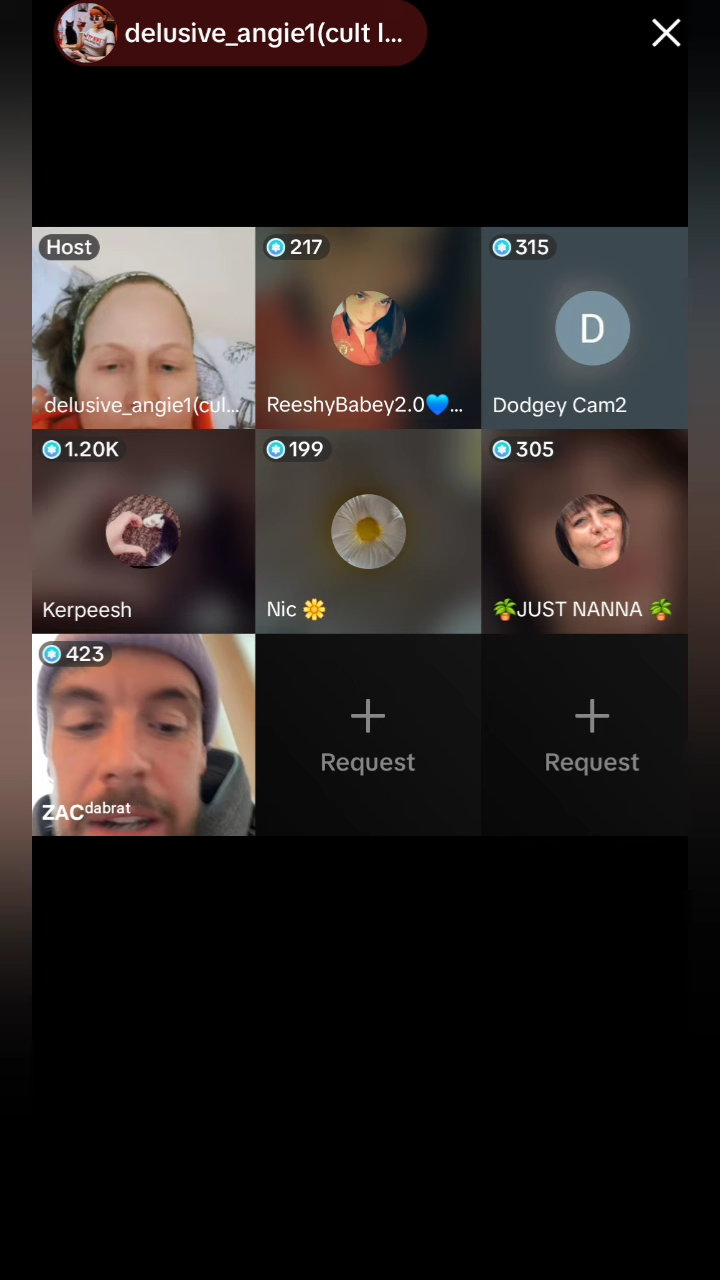 delusive_angie1(cult l...
Host
217
315
delusive_angie1(cul...
ReeshyBabey2.0💙...
Dodgey Cam2
D
1.20K
199
305
Kerpeesh
Nic 🌼
🪴JUST NANNA 🪴
423
ZACdabrat
Request
Request